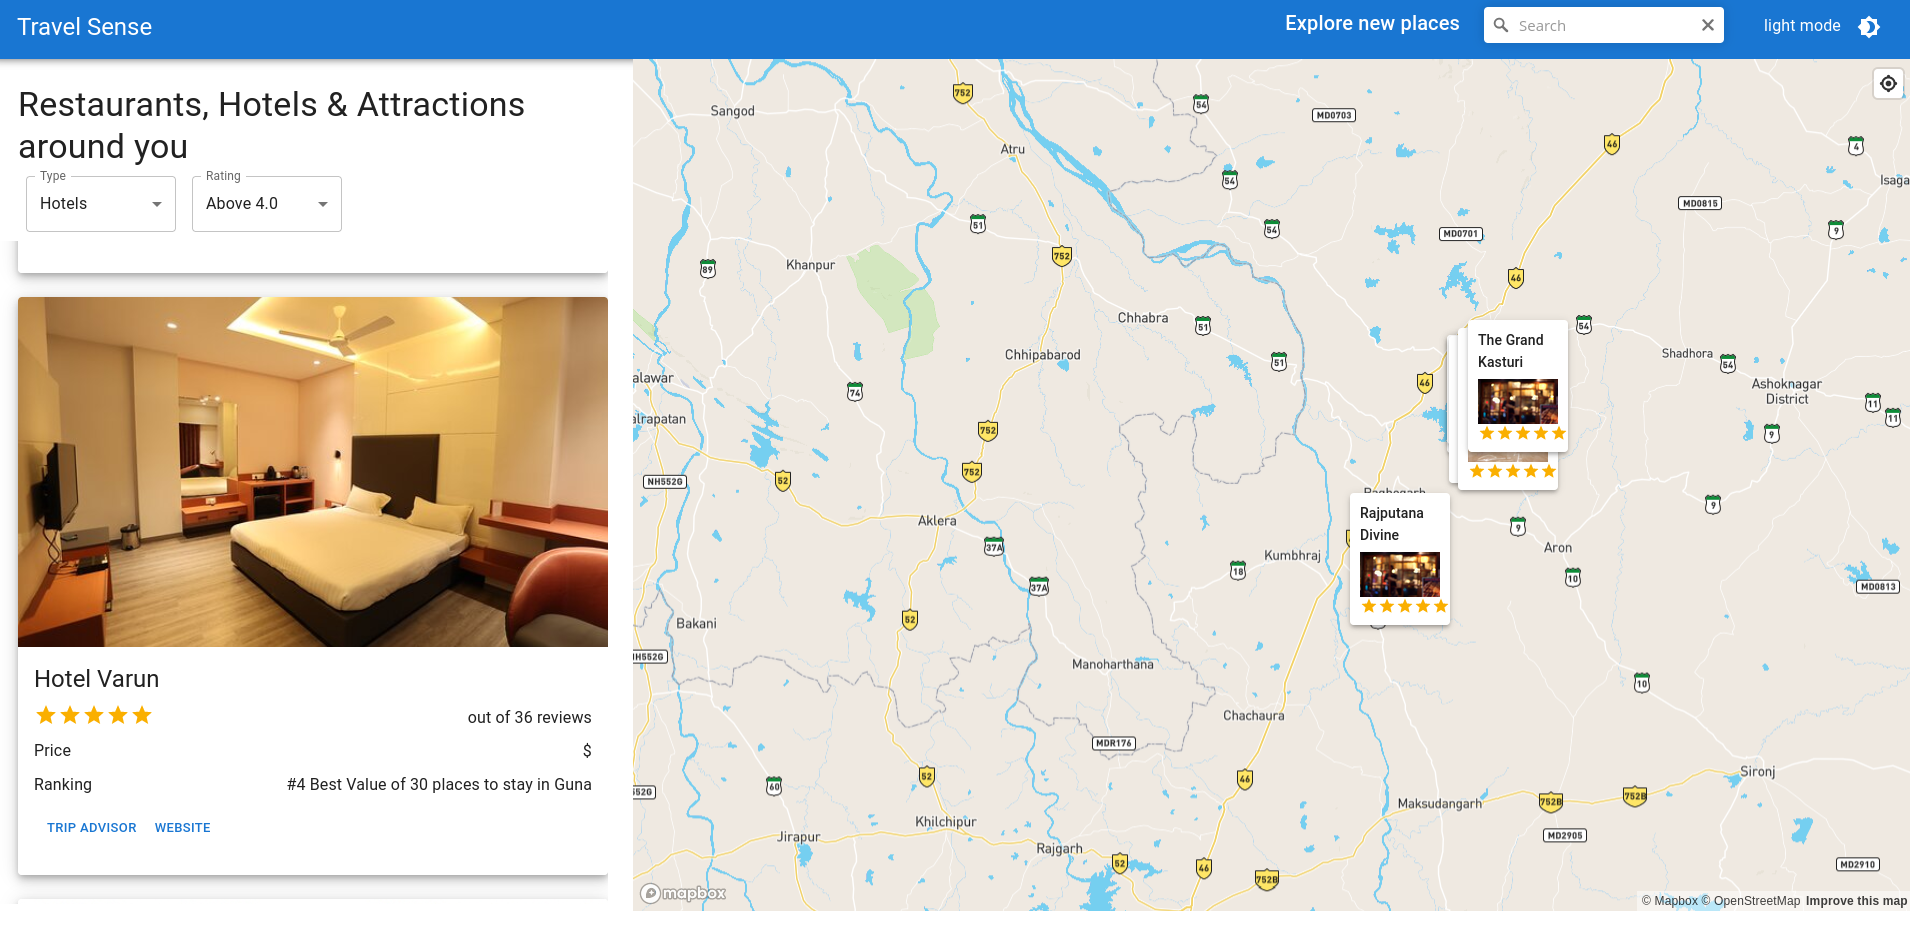 Travel Sense
Explore new places
Search
light mode
Restaurants, Hotels & Attractions
around you
Type
Hotels
Rating
Above 4.0
Hotel Varun
out of 36 reviews
Price
$
Ranking
#4 Best Value of 30 places to stay in Guna
TRIP ADVISOR
WEBSITE
Sangod
752
54
MD0703
Atru
46
4
54
Isaga
MD0815
51
54
MD0701
9
Khanpur
89
752
46
Chhabra
51
54
The Grand
Kasturi
Chhipabarod
51
Shadhora
54
alawar
74
46
Ashoknagar
District
11
11
alrapatan
752
9
752
NH552G
52
9
Rajputana
Divine
Aklera
9
37A
Kumbhraj
18
Aron
10
37A
MD0813
52
Bakani
Manoharthana
10
Chachaura
MDR176
52
46
60
Sironj
552G
Maksudangarh
752B
752B
Khilchipur
Jirapur
MD2905
Rajgarh
52
46
752B
MD2910
mapbox
© Mapbox © OpenStreetMap Improve this map